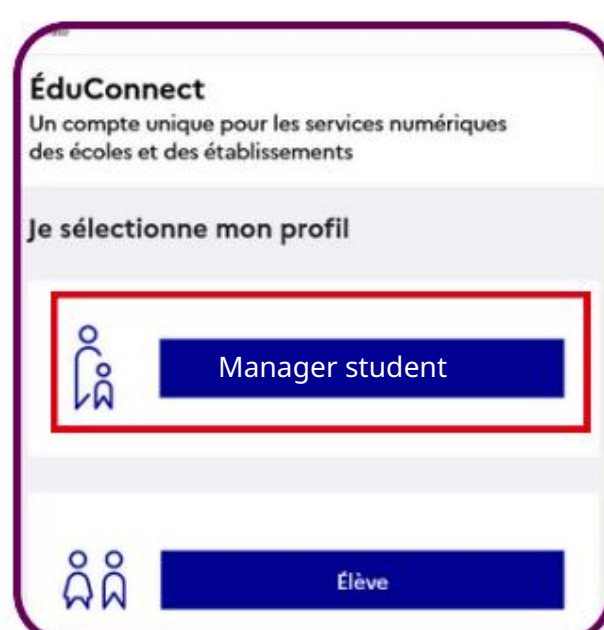 ÉduConnect
Un compte unique pour les services numériques
des écoles et des établissements
Je sélectionne mon profil
Manager student
Élève